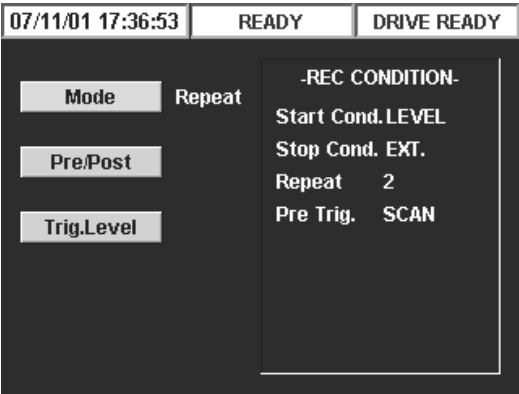 07/11/01 17:36:53 READY DRIVE READY
Mode Repeat
Pre/Post
Trig.Level
-REC CONDITION-
Start Cond. LEVEL
Stop Cond. EXT.
Repeat 2
Pre Trig. SCAN